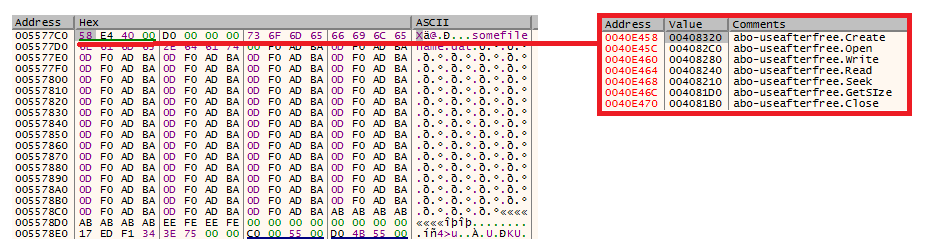 Address Hex ASCII
005577C0 58 E4 40 00 D0 00 00 00 73 6F 6D 65 66 69 6C 65 Xä@.Ð...somefile
005577D0 6E 61 6D 65 2E 64 61 74 00 F0 AD BA 0D F0 AD BA name.dat.ð.º.ð.º
005577E0 0D F0 AD BA 0D F0 AD BA 0D F0 AD BA 0D F0 AD BA .ð.º.ð.º.ð.º.ð.º
005577F0 0D F0 AD BA 0D F0 AD BA 0D F0 AD BA 0D F0 AD BA .ð.º.ð.º.ð.º.ð.º
00557800 0D F0 AD BA 0D F0 AD BA 0D F0 AD BA 0D F0 AD BA .ð.º.ð.º.ð.º.ð.º
00557810 0D F0 AD BA 0D F0 AD BA 0D F0 AD BA 0D F0 AD BA .ð.º.ð.º.ð.º.ð.º
00557820 0D F0 AD BA 0D F0 AD BA 0D F0 AD BA 0D F0 AD BA .ð.º.ð.º.ð.º.ð.º
00557830 0D F0 AD BA 0D F0 AD BA 0D F0 AD BA 0D F0 AD BA .ð.º.ð.º.ð.º.ð.º
00557840 0D F0 AD BA 0D F0 AD BA 0D F0 AD BA 0D F0 AD BA .ð.º.ð.º.ð.º.ð.º
00557850 0D F0 AD BA 0D F0 AD BA 0D F0 AD BA 0D F0 AD BA .ð.º.ð.º.ð.º.ð.º
00557860 0D F0 AD BA 0D F0 AD BA 0D F0 AD BA 0D F0 AD BA .ð.º.ð.º.ð.º.ð.º
00557870 0D F0 AD BA 0D F0 AD BA 0D F0 AD BA 0D F0 AD BA .ð.º.ð.º.ð.º.ð.º
00557880 0D F0 AD BA 0D F0 AD BA 0D F0 AD BA 0D F0 AD BA .ð.º.ð.º.ð.º.ð.º
00557890 0D F0 AD BA 0D F0 AD BA 0D F0 AD BA 0D F0 AD BA .ð.º.ð.º.ð.º.ð.º
005578A0 0D F0 AD BA 0D F0 AD BA 0D F0 AD BA 0D F0 AD BA .ð.º.ð.º.ð.º.ð.º
005578B0 0D F0 AD BA 0D F0 AD BA 0D F0 AD BA 0D F0 AD BA .ð.º.ð.º.ð.º.ð.º
005578C0 0D F0 AD BA 0D F0 AD BA 0D F0 AD BA AB AB AB AB .ð.º.ð.º.ð.º««««
005578D0 AB AB AB AB EE FE EE FE 00 00 00 00 00 00 00 00 ««««îþîþ........
005578E0 17 ED F1 34 3E 75 00 00 C0 00 55 00 D0 4B 55 00 .íñ4>u..À.U.ÐKU.
Address Value Comments
0040E458 00408320 abo-useafterfree.Create
0040E45C 004082C0 abo-useafterfree.Open
0040E460 00408280 abo-useafterfree.Write
0040E464 00408240 abo-useafterfree.Read
0040E468 00408210 abo-useafterfree.Seek
0040E46C 004081D0 abo-useafterfree.GetSIze
0040E470 004081B0 abo-useafterfree.Close